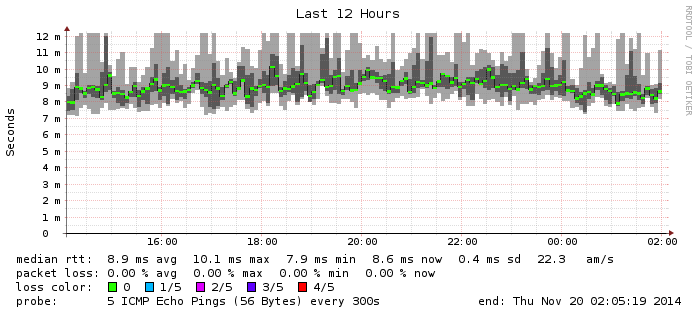 Last 12 Hours
RRDTOOL / TOBI OETIKER
Seconds
12 m
11 m
10 m
9 m
8 m
7 m
6 m
5 m
4 m
3 m
2 m
1 m
0
16:00 18:00 20:00 22:00 00:00 02:00
median rtt: 8.9 ms avg 10.1 ms max 7.9 ms min 8.6 ms now 0.4 ms sd 22.3 am/s
packet loss: 0.00 % avg 0.00 % max 0.00 % min 0.00 % now
loss color: 0 1/5 2/5 3/5 4/5
probe: 5 ICMP Echo Pings (56 Bytes) every 300s end: Thu Nov 20 02:05:19 2014